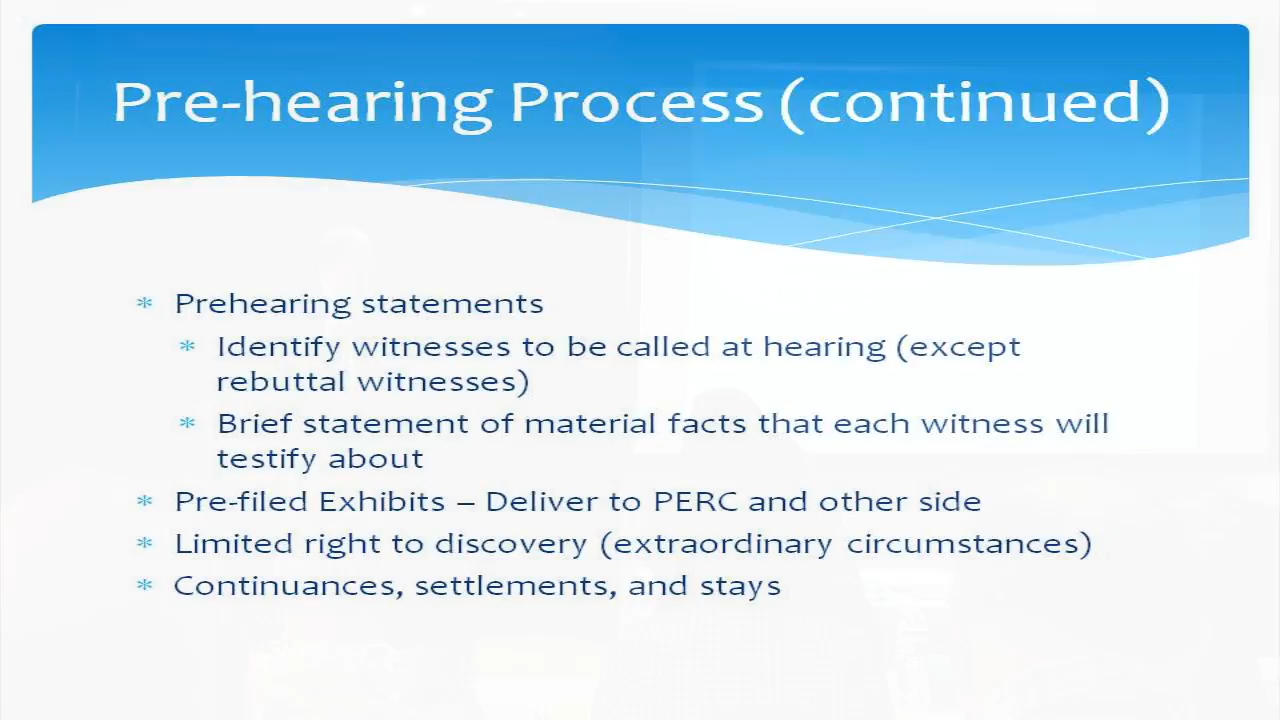 Pre-hearing Process (continued)
* Prehearing statements
* Identify witnesses to be called at hearing (except
rebuttal witnesses)
* Brief statement of material facts that each witness will
testify about
* Pre-filed Exhibits – Deliver to PERC and other side
* Limited right to discovery (extraordinary circumstances)
* Continuances, settlements, and stays